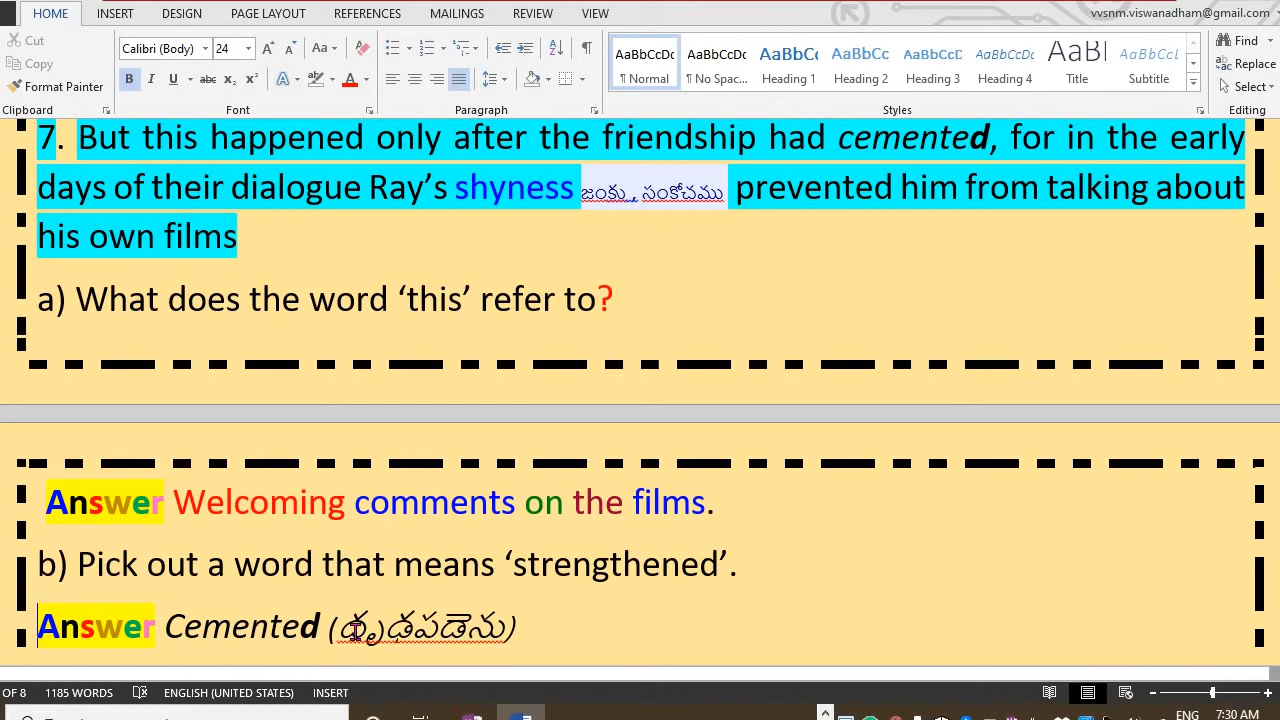 HOME INSERT DESIGN PAGE LAYOUT REFERENCES MAILINGS REVIEW VIEW vvsnm.viswanadham@gmail.com
Cut
Copy
Format Painter
Clipboard
Calibri (Body) 24
Font
Paragraph
AaBbCcDc AaBbCcDc AaBbCc AaBbCc AaBbCcD AaBbCcD AaBl AaBbCcL
¶ Normal ¶ No Spac... Heading 1 Heading 2 Heading 3 Heading 4 Title Subtitle
Styles
Find
Replace
Select
Editing
7. But this happened only after the friendship had cemented, for in the early
days of their dialogue Ray’s shyness జంకు, సంకోచము prevented him from talking about
his own films
a) What does the word ‘this’ refer to?
Answer Welcoming comments on the films.
b) Pick out a word that means ‘strengthened’.
Answer Cemented (దృఢపడెను)
OF 8 1185 WORDS ENGLISH (UNITED STATES) INSERT
ENG 7:30 AM